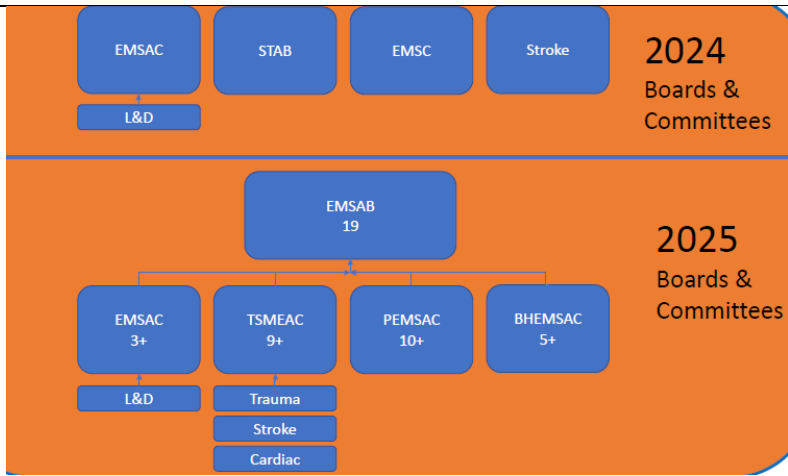 EMSAC
STAB
EMSC
Stroke
L&D
2024
Boards &
Committees
EMSAB
19
2025
Boards &
Committees
EMSAC
3+
TSMEAC
9+
PEMSAC
10+
BHEMSAC
5+
L&D
Trauma
Stroke
Cardiac